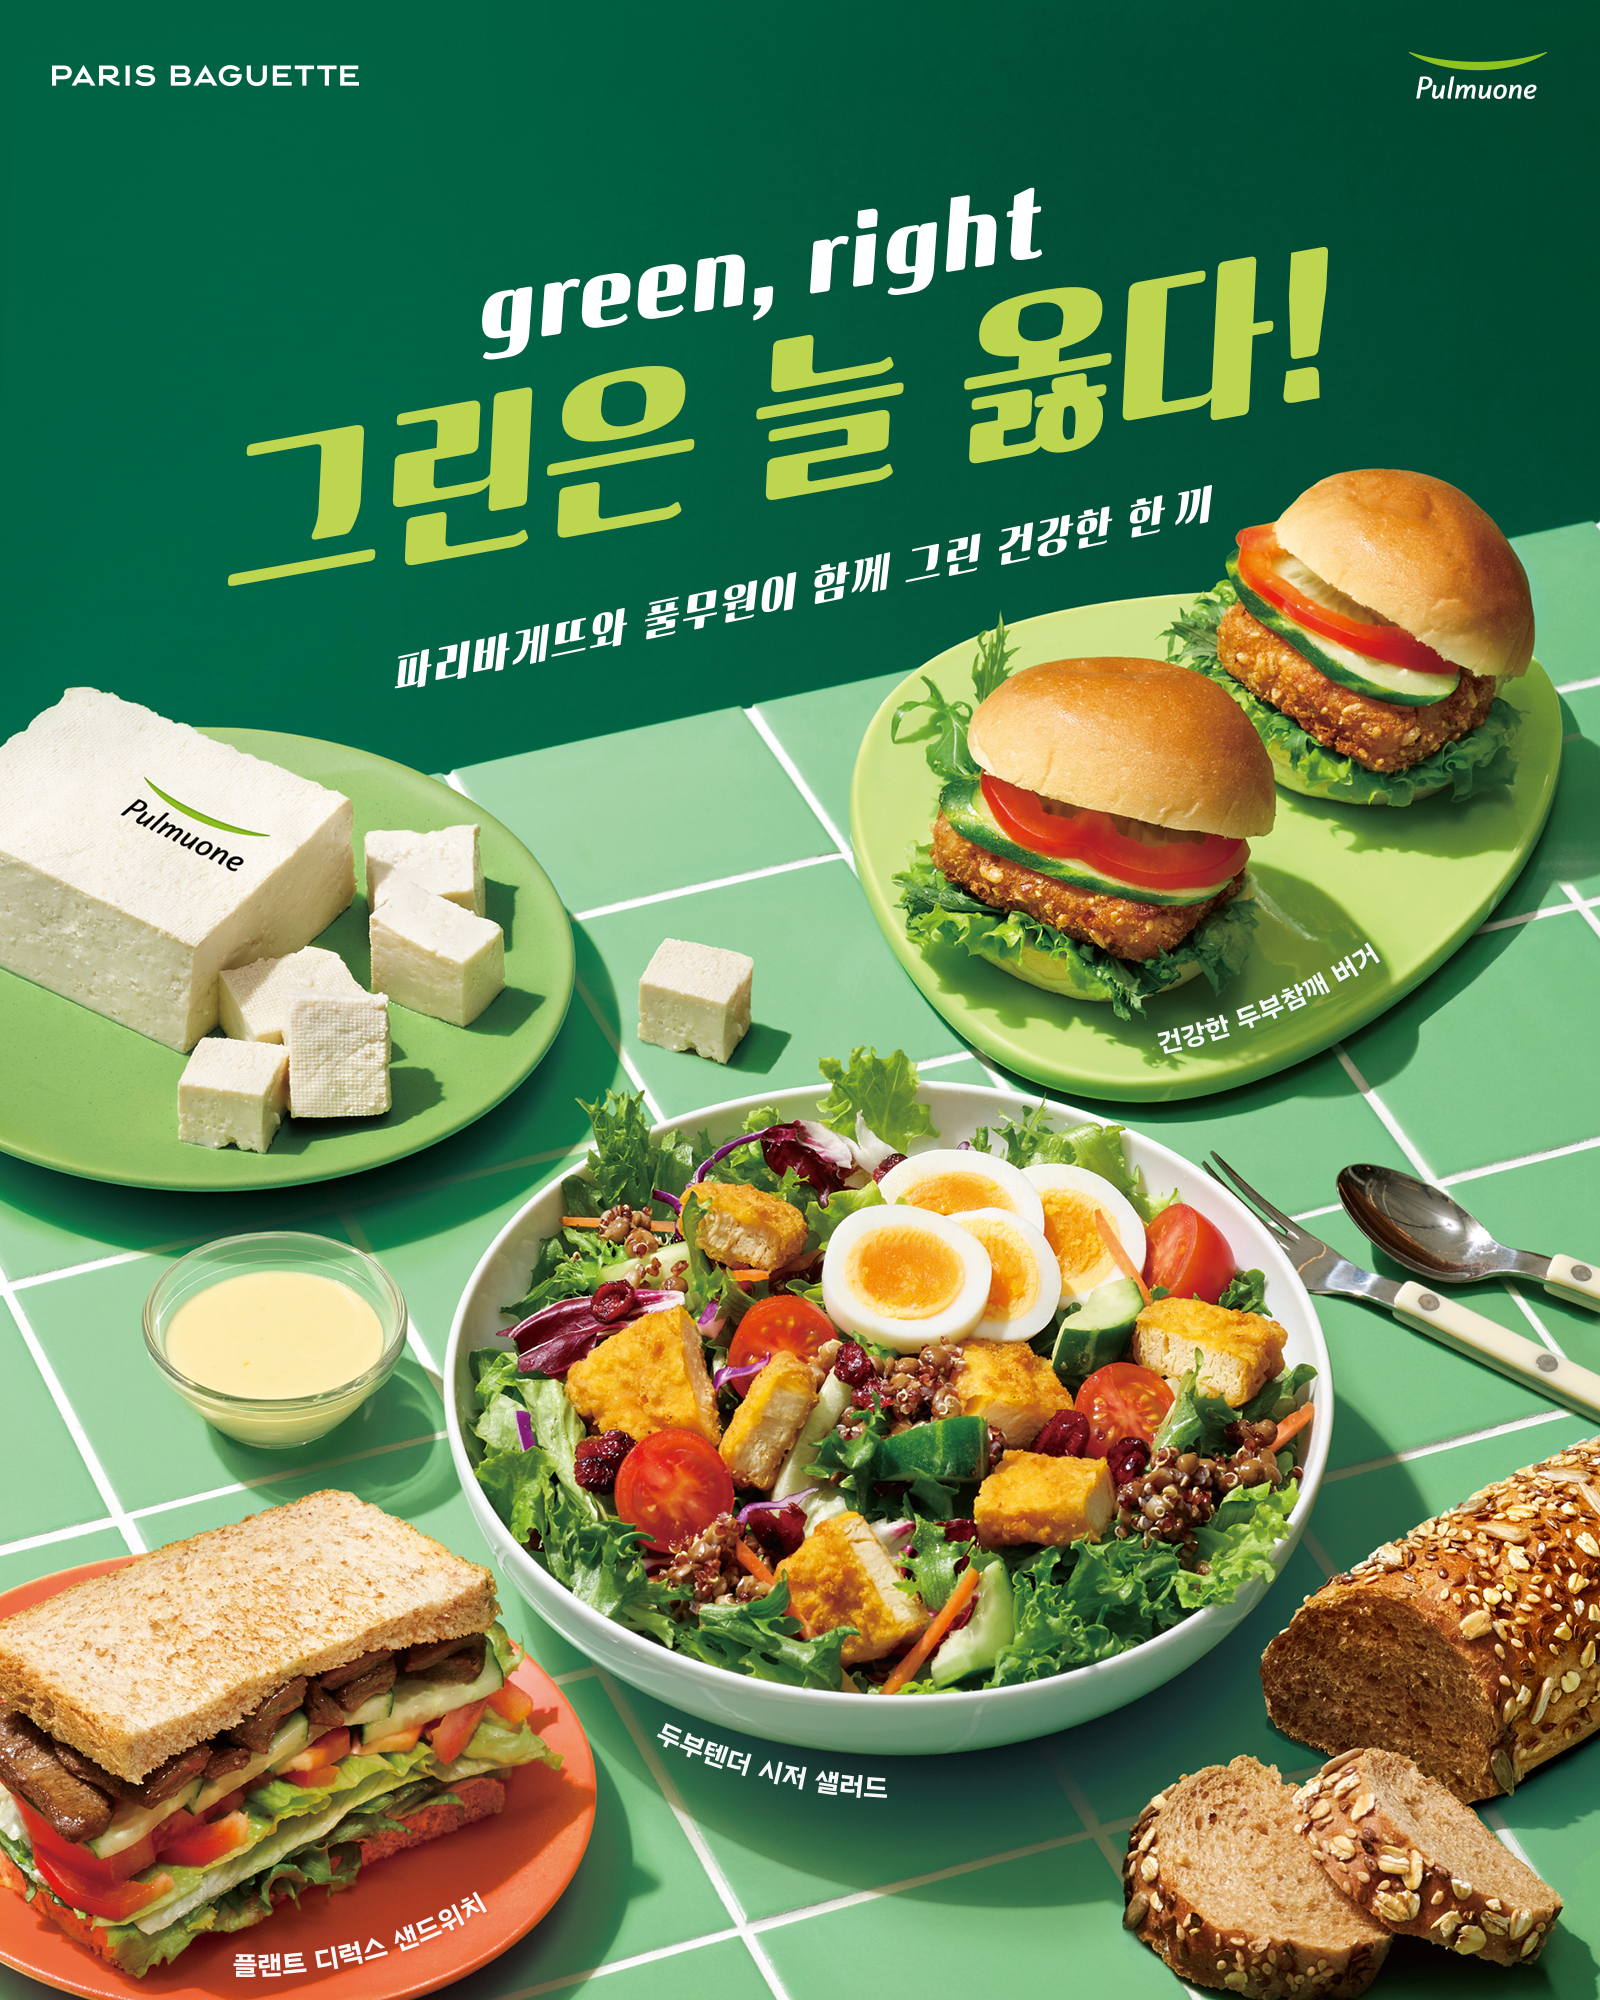 PARIS BAGUETTE
Pulmuone
green, right
그린은 늘 옳다!
파리바게뜨와 풀무원이 함께 그린 건강한 한 끼
Pulmuone
건강한 두부참깨 버거
두부텐더 시저 샐러드
플랜트 디럭스 샌드위치